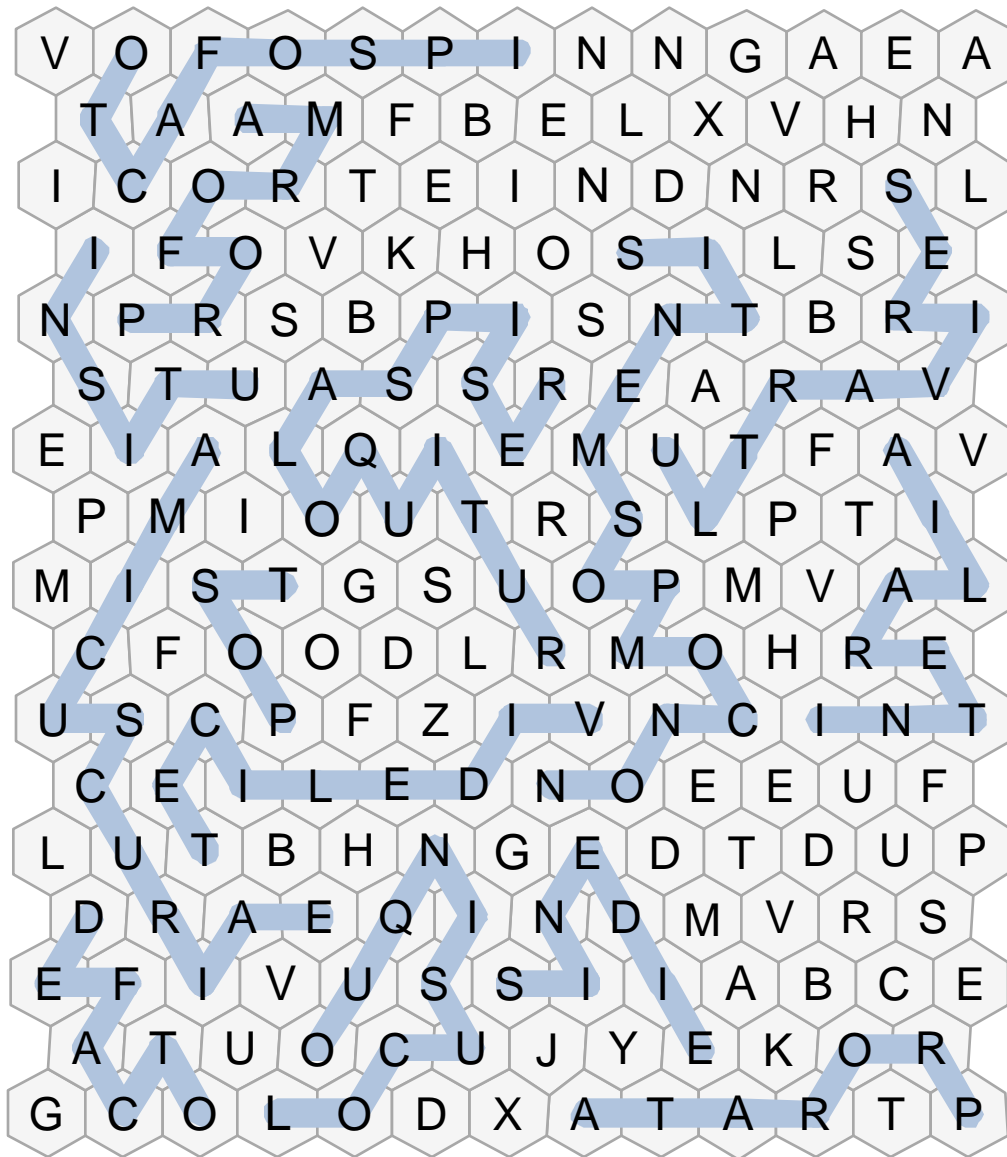 V O F O S P I N N G A E A
T A A M F B E L X V H N
I C O R T E I N D N R S L
I F O V K H O S I L S E
N P R S B P I S N T B R I
S T U A S S R E A R A V
E I A L Q I E M U T F A V
P M I O U T R S L P T I
M I S T G S U O P M V A L
C F O O D L R M O H R E
U S C P F Z I V N C I N T
C E I L E D N O E E U F
L U T B H N G E D T D U P
D R A E Q I N D M V R S
E F I V U S S I I A B C E
A T U O C U J Y E K O R
G C O L O D X A T A R T P